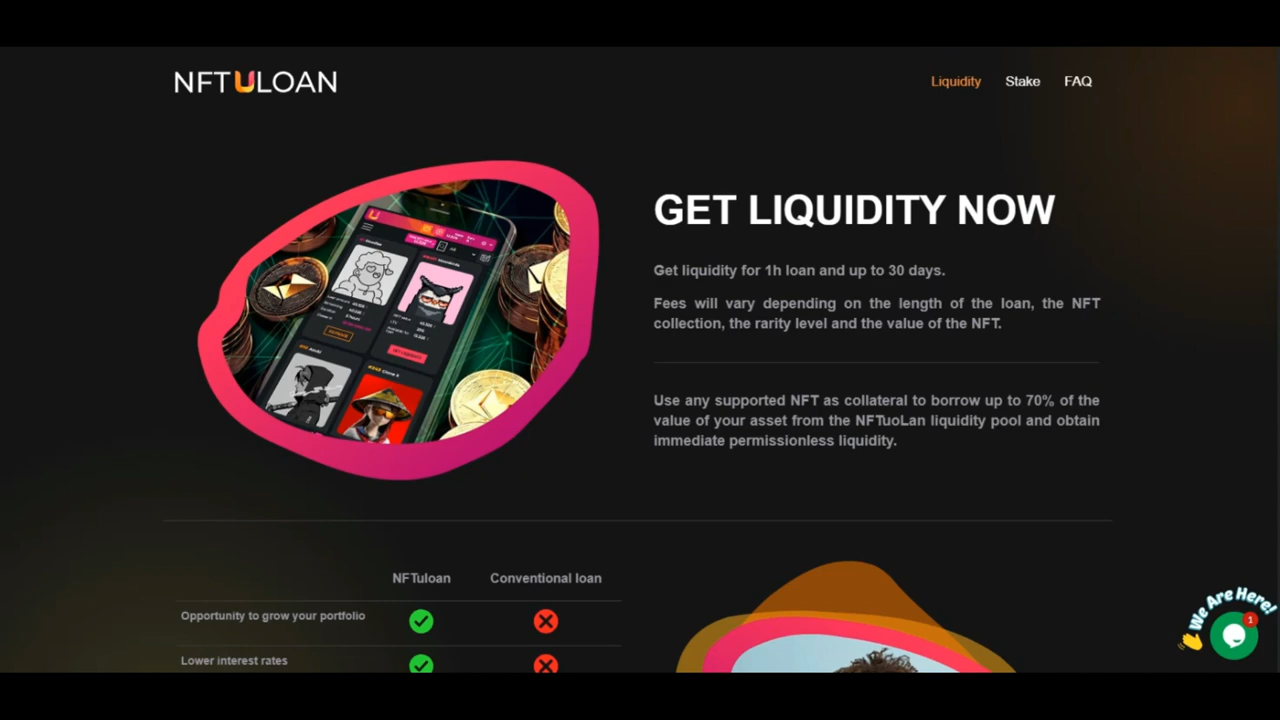 NFTULOAN
Liquidity Stake FAQ
GET LIQUIDITY NOW
Get liquidity for 1h loan and up to 30 days.
Fees will vary depending on the length of the loan, the NFT
collection, the rarity level and the value of the NFT.
Use any supported NFT as collateral to borrow up to 70% of the
value of your asset from the NFTuoLan liquidity pool and obtain
immediate permissionless liquidity.
NFTuloan Conventional loan
Opportunity to grow your portfolio
Lower interest rates
We Are Here!
1